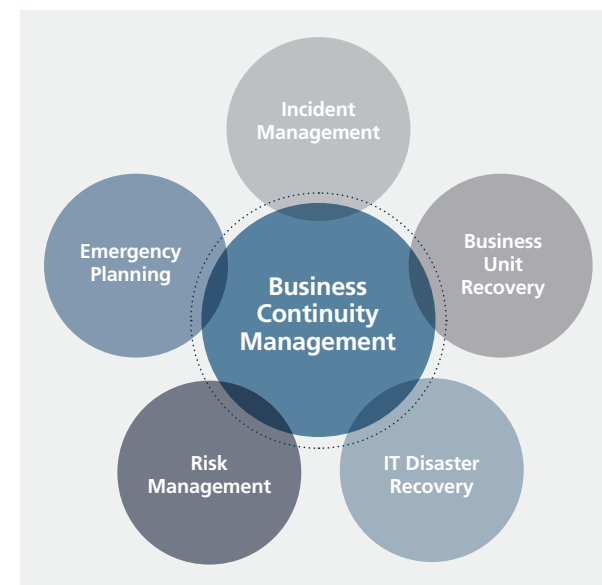 Incident
Management
Emergency
Planning
Business
Unit
Recovery
Business
Continuity
Management
Risk
Management
IT Disaster
Recovery